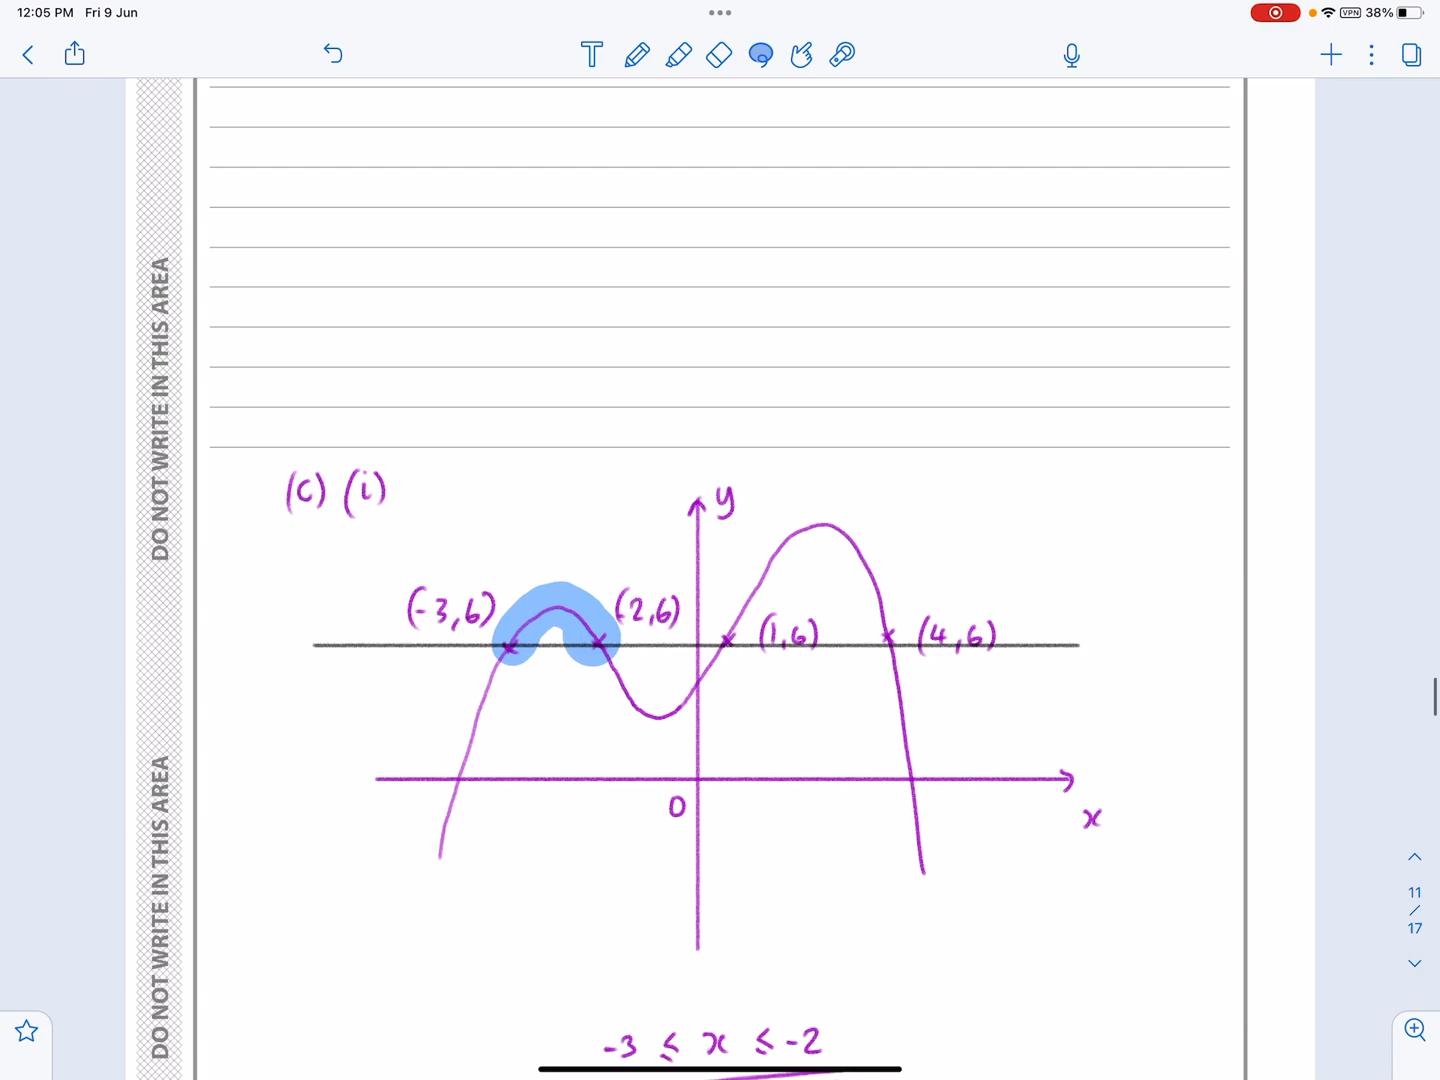 12:05 PM Fri 9 Jun
VPN 38%
T
DO NOT WRITE IN THIS AREA
DO NOT WRITE IN THIS AREA
(c) (i)
y
(-3,6)
(-2,6)
(1,6)
(4,6)
0
x
-3 ≤ x ≤ -2
11
/
17